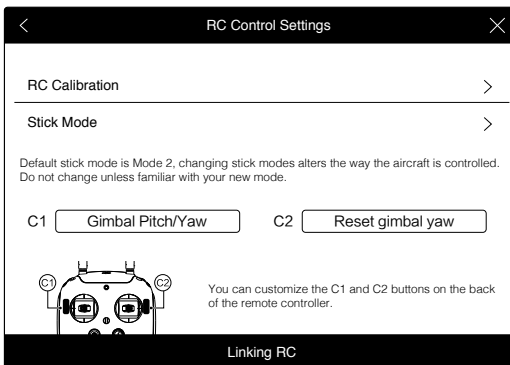 RC Control Settings
RC Calibration
Stick Mode
Default stick mode is Mode 2, changing stick modes alters the way the aircraft is controlled.
Do not change unless familiar with your new mode.
C1 Gimbal Pitch/Yaw C2 Reset gimbal yaw
C1 C2
You can customize the C1 and C2 buttons on the back
of the remote controller.
Linking RC